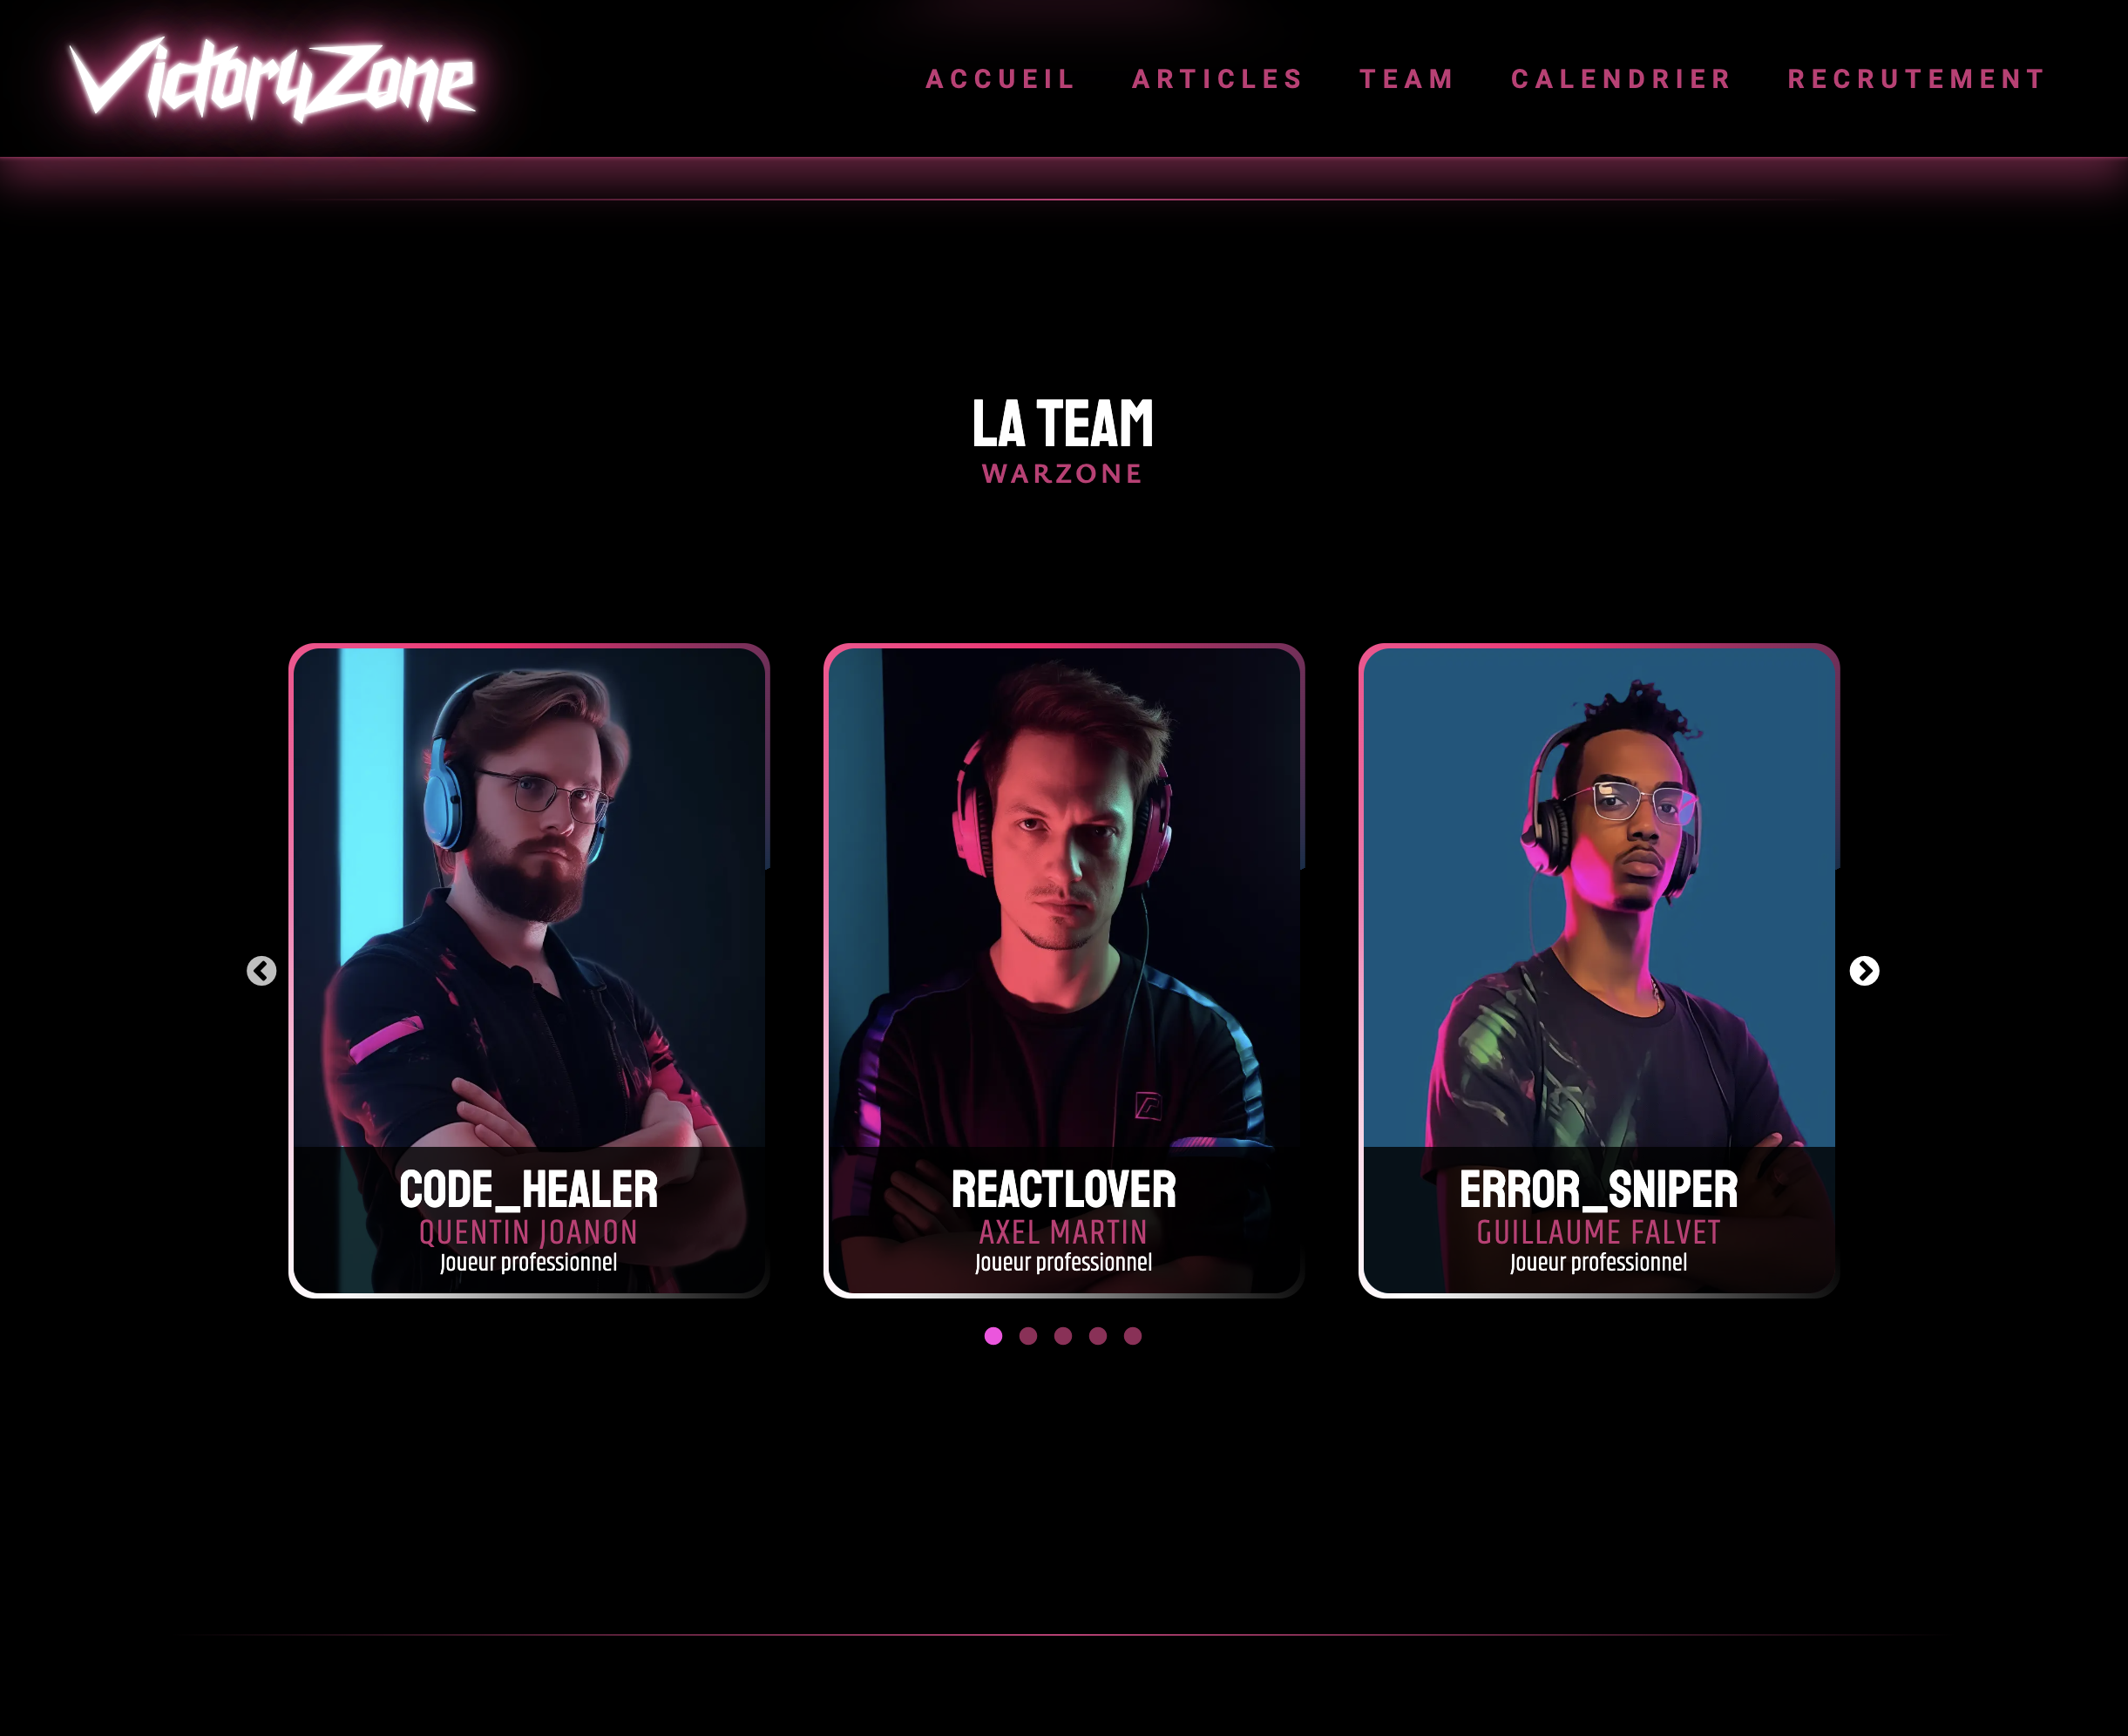 VictoryZone
ACCUEIL ARTICLES TEAM CALENDRIER RECRUTEMENT
LA TEAM
WARZONE
CODE_HEALER
QUENTIN JOANON
Joueur professionnel
REACTLOVER
AXEL MARTIN
Joueur professionnel
ERROR_SNIPER
GUILLAUME FALVET
Joueur professionnel